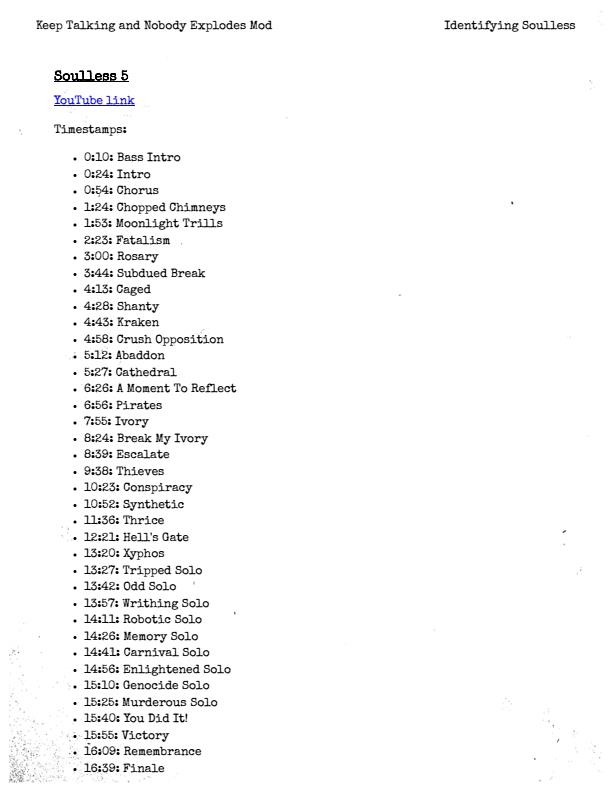 Keep Talking and Nobody Explodes Mod
Identifying Soulless
Soulless 5
YouTube link
Timestamps:
• 0:10: Bass Intro
• 0:24: Intro
• 0:54: Chorus
• 1:24: Chopped Chimneys
• 1:53: Moonlight Trills
• 2:23: Fatalism
• 3:00: Rosary
• 3:44: Subdued Break
• 4:13: Caged
• 4:28: Shanty
• 4:43: Kraken
• 4:58: Crush Opposition
• 5:12: Abaddon
• 5:27: Cathedral
• 6:26: A Moment To Reflect
• 6:56: Pirates
• 7:55: Ivory
• 8:24: Break My Ivory
• 8:39: Escalate
• 9:38: Thieves
• 10:23: Conspiracy
• 10:52: Synthetic
• 11:36: Thrice
• 12:21: Hell's Gate
• 13:20: Xyphos
• 13:27: Tripped Solo
• 13:42: Odd Solo
• 13:57: Writhing Solo
• 14:11: Robotic Solo
• 14:26: Memory Solo
• 14:41: Carnival Solo
• 14:56: Enlightened Solo
• 15:10: Genocide Solo
• 15:25: Murderous Solo
• 15:40: You Did It!
• 15:55: Victory
• 16:09: Remembrance
• 16:39: Finale